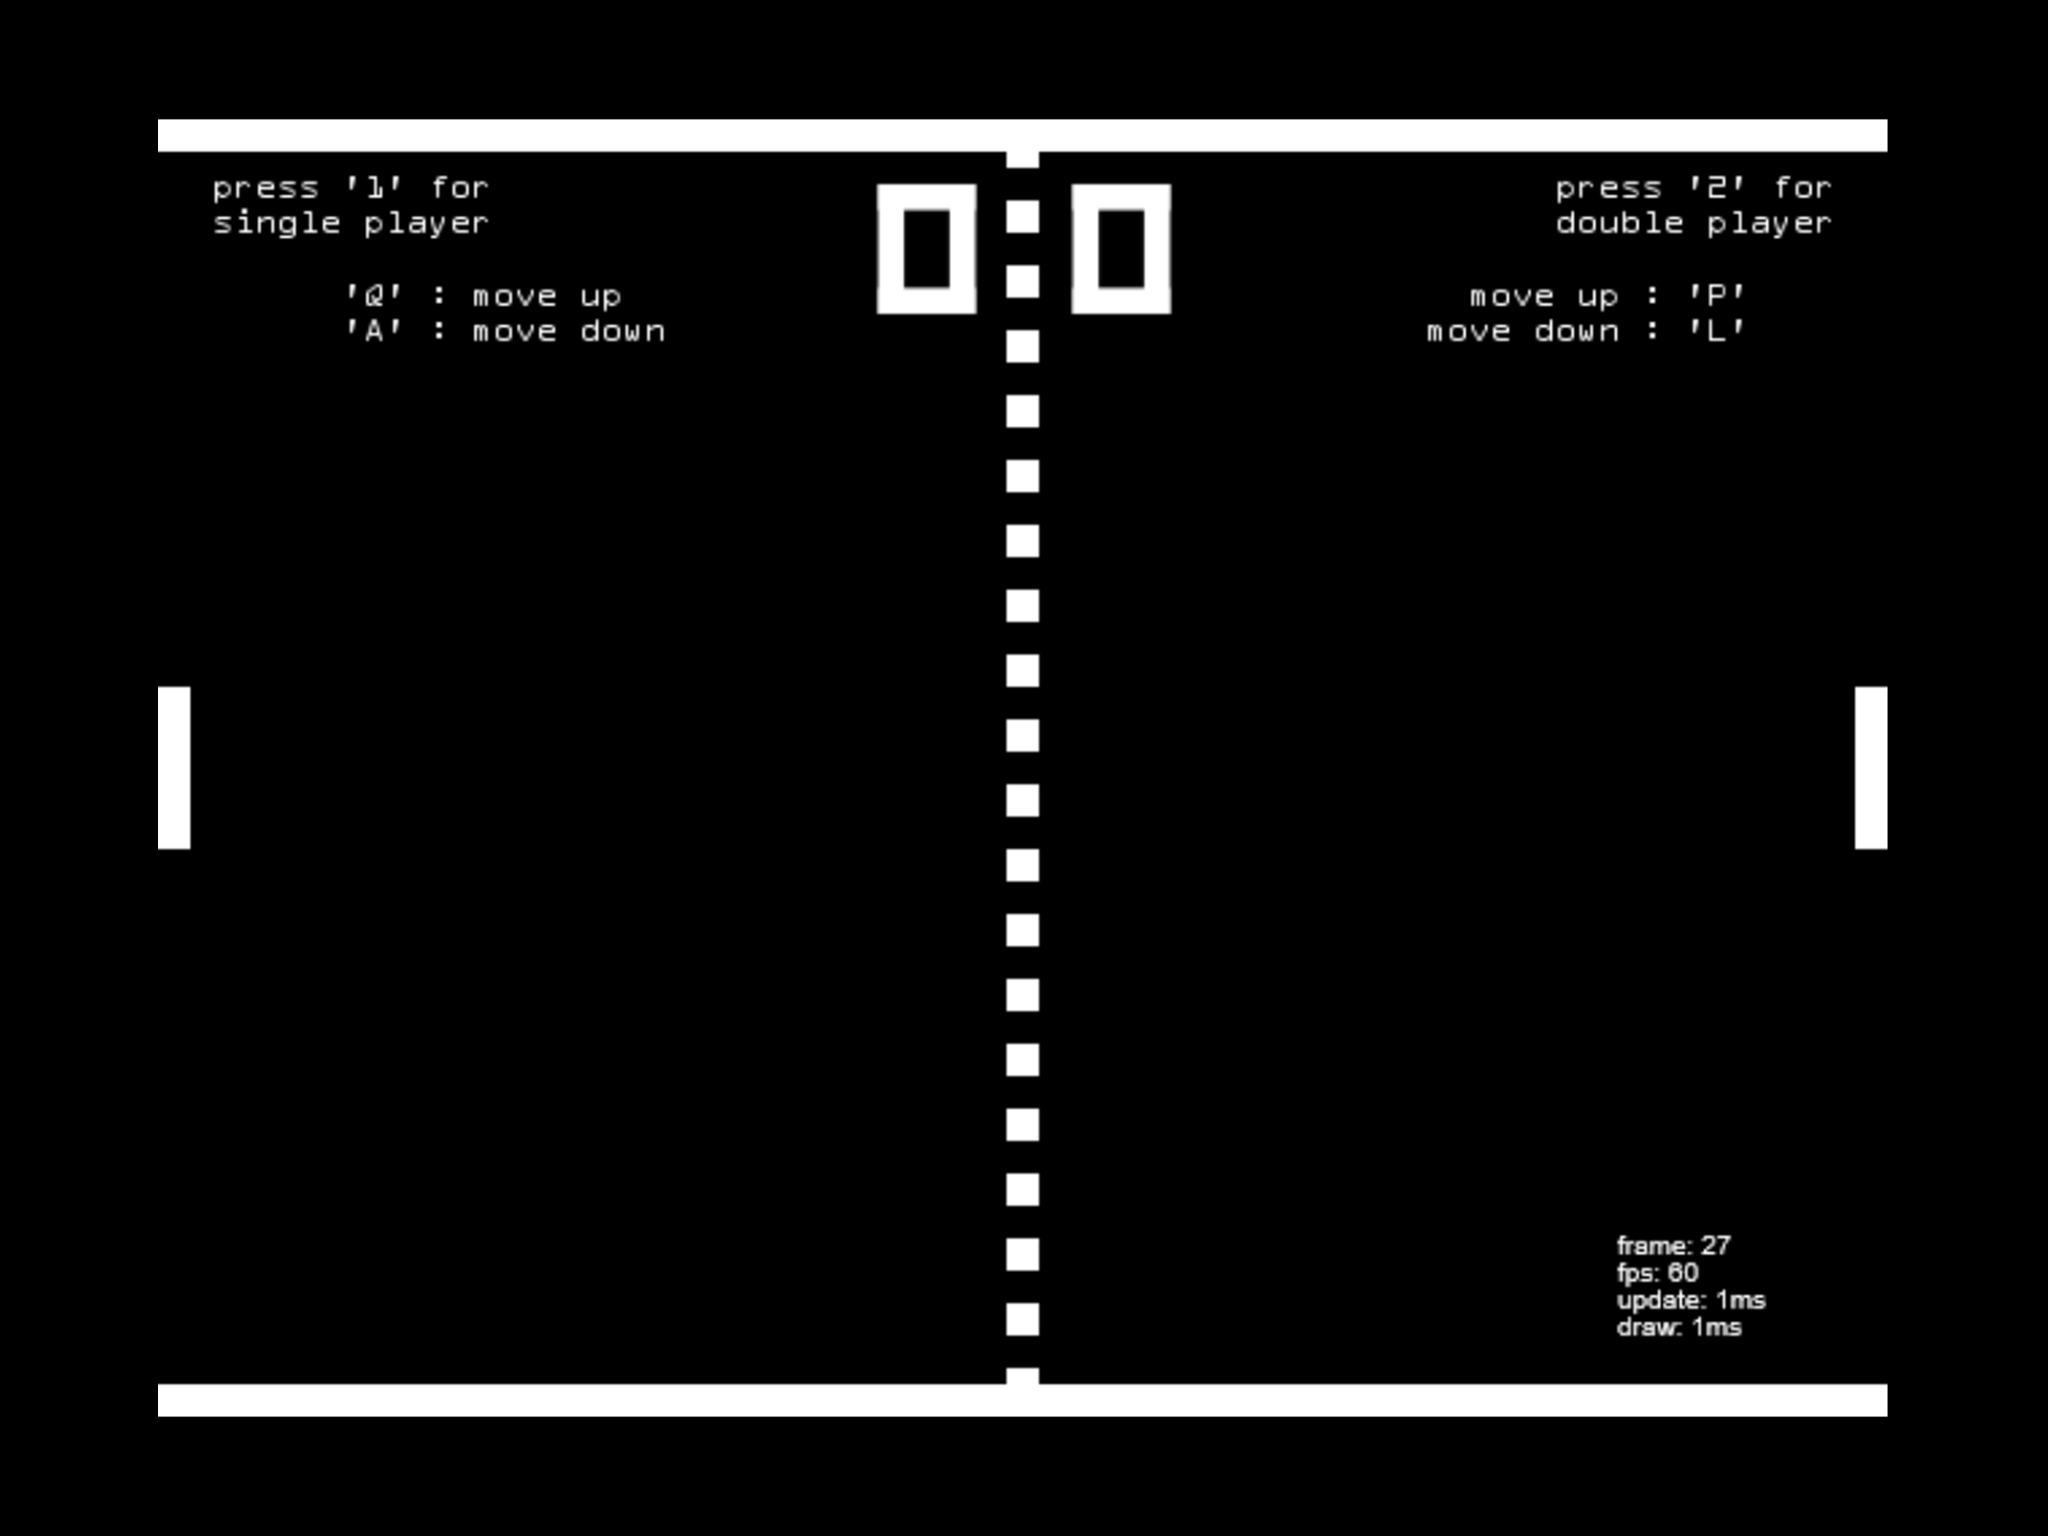 press '1' for
single player
'Q' : move up
'A' : move down
0 0
press '2' for
double player
move up : 'P'
move down : 'L'
frame: 27
fps: 60
update: 1ms
draw: 1ms